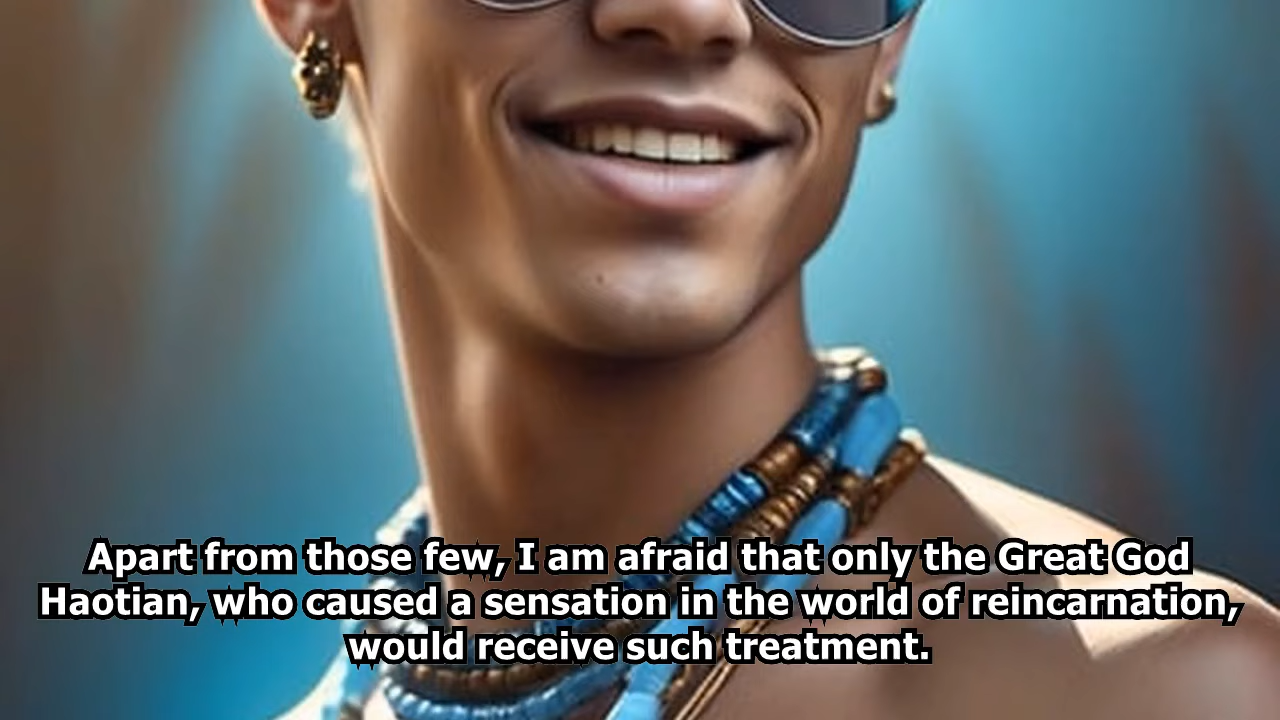 Apart from those few, I am afraid that only the Great God
Haotian, who caused a sensation in the world of reincarnation,
would receive such treatment.